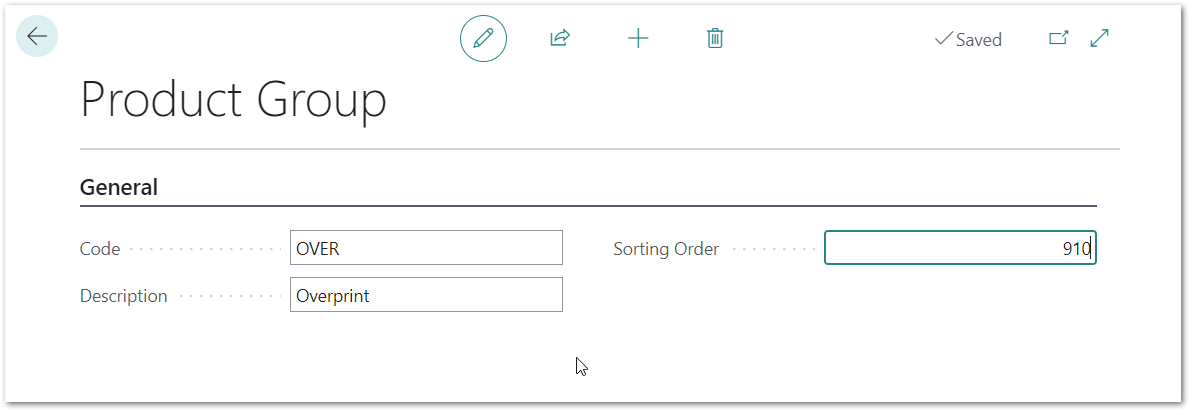 Saved
Product Group
General
Code OVER Sorting Order 910
Description Overprint